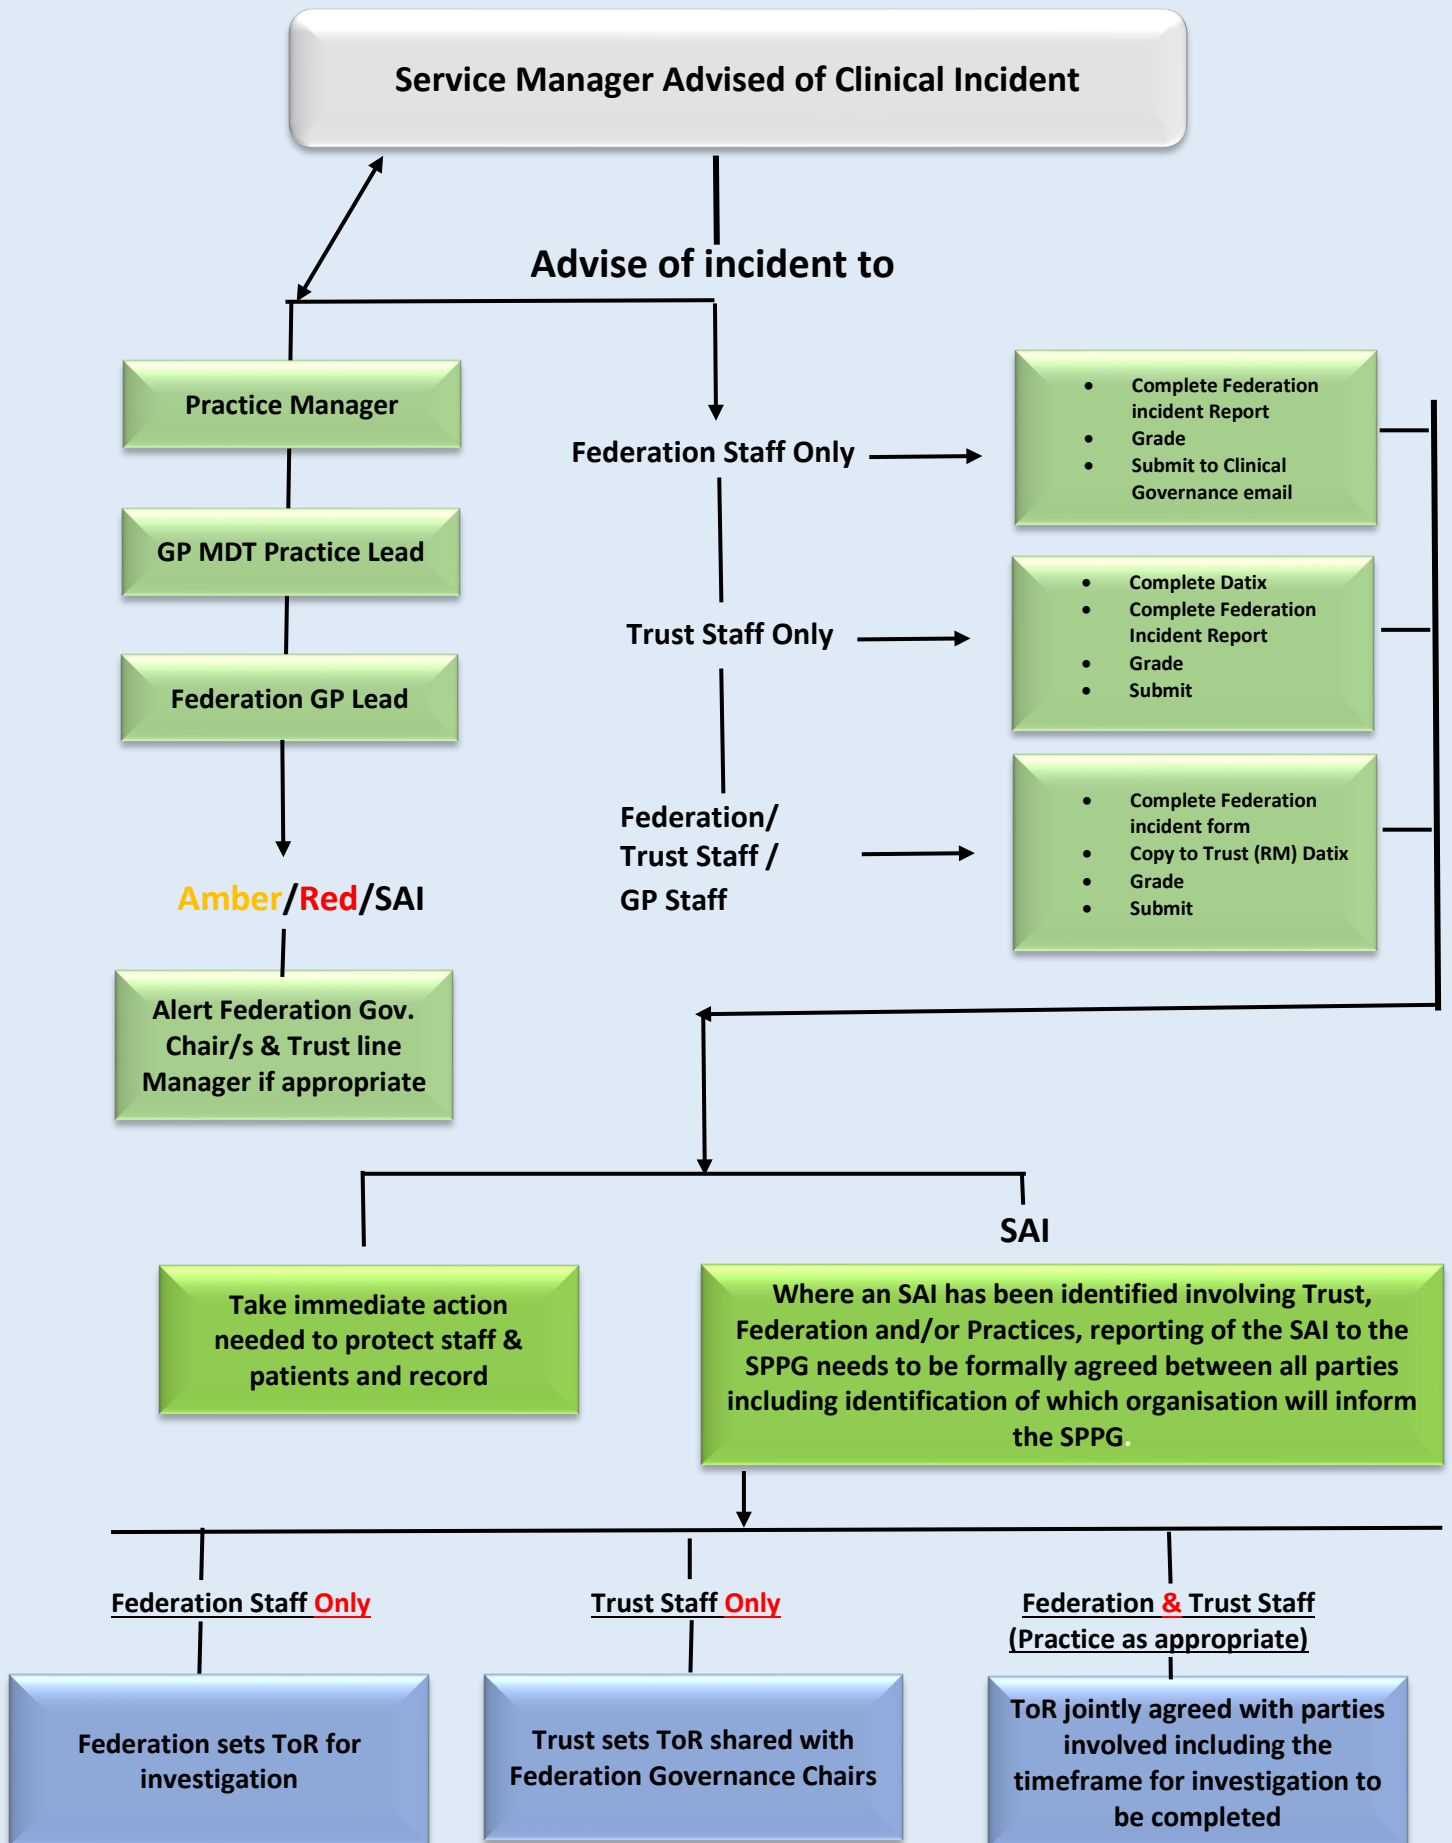 Service Manager Advised of Clinical Incident
Advise of incident to
Practice Manager
GP MDT Practice Lead
Federation GP Lead
Amber/Red/SAI
Alert Federation Gov.
Chair/s & Trust line
Manager if appropriate
Federation Staff Only
• Complete Federation
incident Report
• Grade
• Submit to Clinical
Governance email
Trust Staff Only
• Complete Datix
• Complete Federation
Incident Report
• Grade
• Submit
Federation/
Trust Staff /
GP Staff
• Complete Federation
incident form
• Copy to Trust (RM) Datix
• Grade
• Submit
Take immediate action
needed to protect staff &
patients and record
SAI
Where an SAI has been identified involving Trust,
Federation and/or Practices, reporting of the SAI to the
SPPG needs to be formally agreed between all parties
including identification of which organisation will inform
the SPPG.
Federation Staff Only
Federation sets ToR for
investigation
Trust Staff Only
Trust sets ToR shared with
Federation Governance Chairs
Federation & Trust Staff
(Practice as appropriate)
ToR jointly agreed with parties
involved including the
timeframe for investigation to
be completed